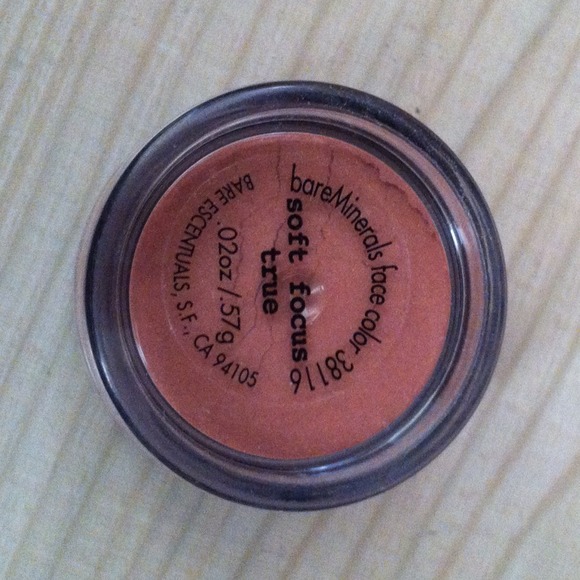 bareMinerals face color 38116
soft focus
true
.02oz/.57g
BARE ESCENTUALS, S.F., CA 94105